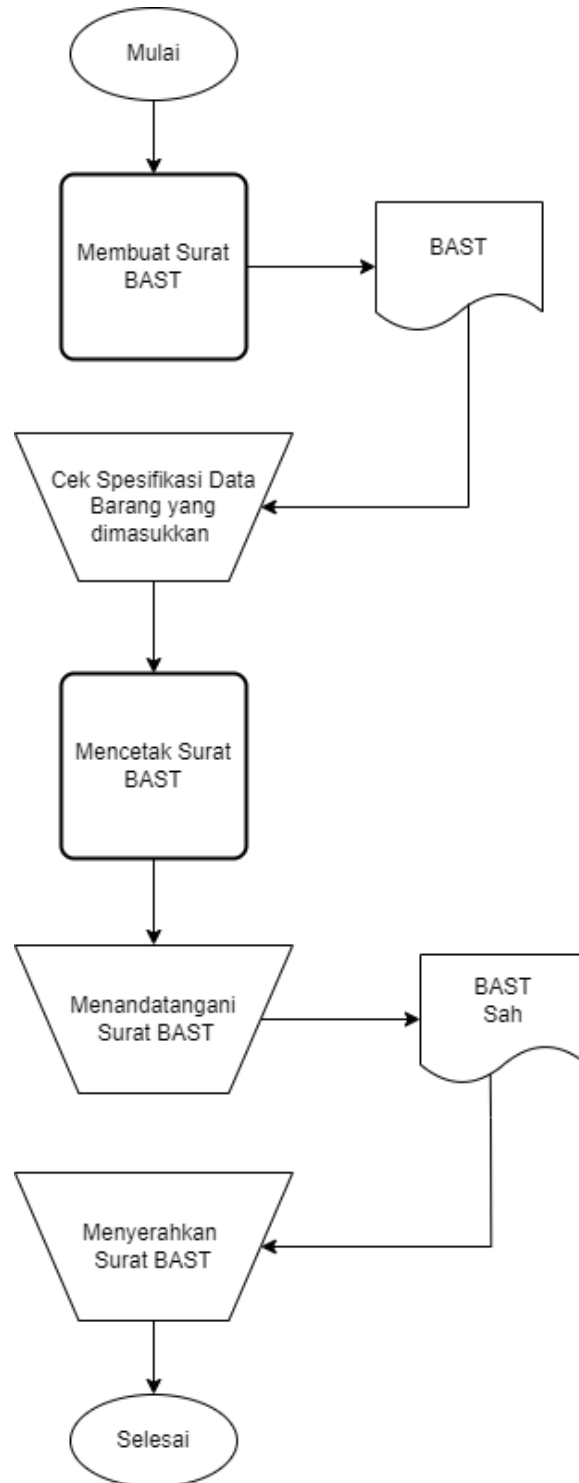 Mulai
Membuat Surat
BAST
BAST
Cek Spesifikasi Data
Barang yang
dimasukkan
Mencetak Surat
BAST
Menandatangani
Surat BAST
BAST
Sah
Menyerahkan
Surat BAST
Selesai